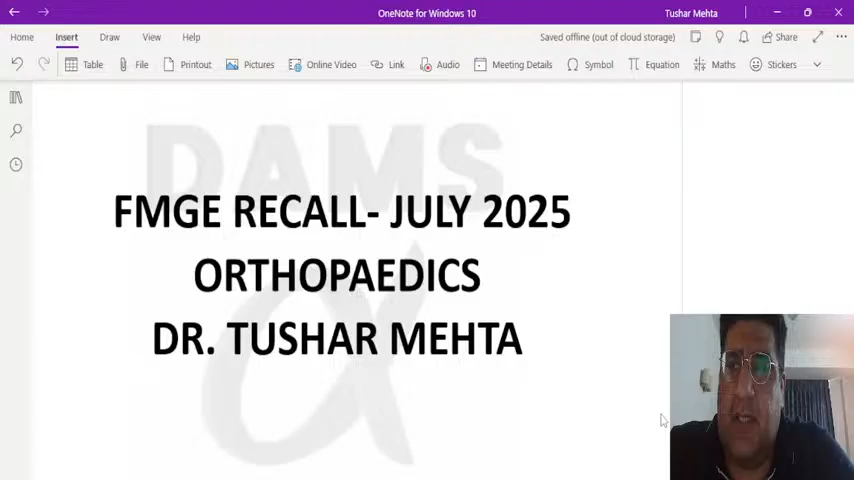 OneNote for Windows 10
Tushar Mehta
Home Insert Draw View Help
Saved offline (out of cloud storage) Share
Table File Printout Pictures Online Video Link Audio Meeting Details Symbol Equation Maths Stickers
DAMS
FMGE RECALL- JULY 2025
ORTHOPAEDICS
DR. TUSHAR MEHTA